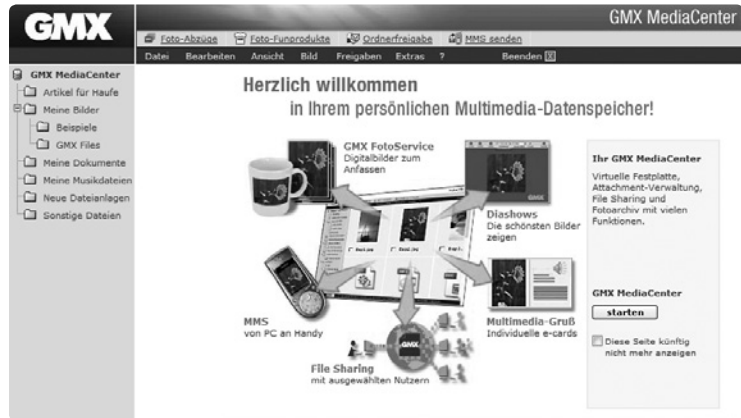 GMX
GMX MediaCenter
Foto-Abzüge Foto-Funprodukte Ordnerfreigabe MMS senden
Datei Bearbeiten Ansicht Bild Freigaben Extras ? Beenden X
GMX MediaCenter
Artikel für Haufe
Meine Bilder
Beispiele
GMX Files
Meine Dokumente
Meine Musikdateien
Neue Dateianlagen
Sonstige Dateien
Herzlich willkommen
in Ihrem persönlichen Multimedia-Datenspeicher!
GMX FotoService
Digitalbilder zum
Anfassen
GMX
Diashows
Die schönsten Bilder
zeigen
MMS
von PC an Handy
GMX
File Sharing
mit ausgewählten Nutzern
Multimedia-Gruß
Individuelle e-cards
Ihr GMX MediaCenter
Virtuelle Festplatte,
Attachment-Verwaltung,
File Sharing und
Fotoarchiv mit vielen
Funktionen.
GMX MediaCenter
starten
Diese Seite künftig
nicht mehr anzeigen